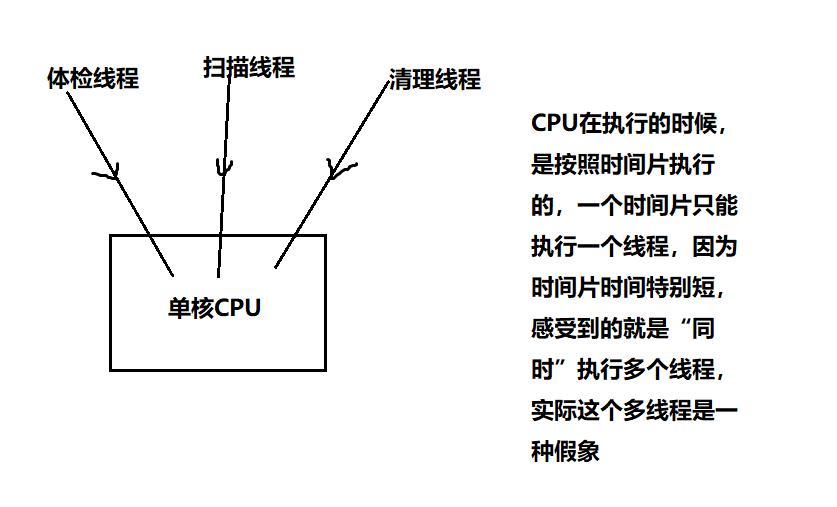 体检线程
扫描线程
清理线程
单核CPU
CPU在执行的时候，
是按照时间片执行
的，一个时间片只能
执行一个线程，因为
时间片时间特别短，
感受到的就是“同
时”执行多个线程，
实际这个多线程是一
种假象